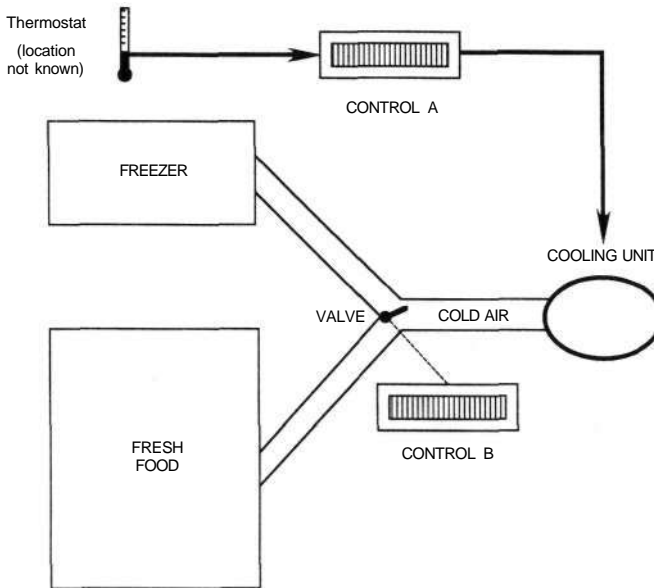 Thermostat
(location
not known)
CONTROL A
FREEZER
COOLING UNIT
VALVE
COLD AIR
FRESH
FOOD
CONTROL B